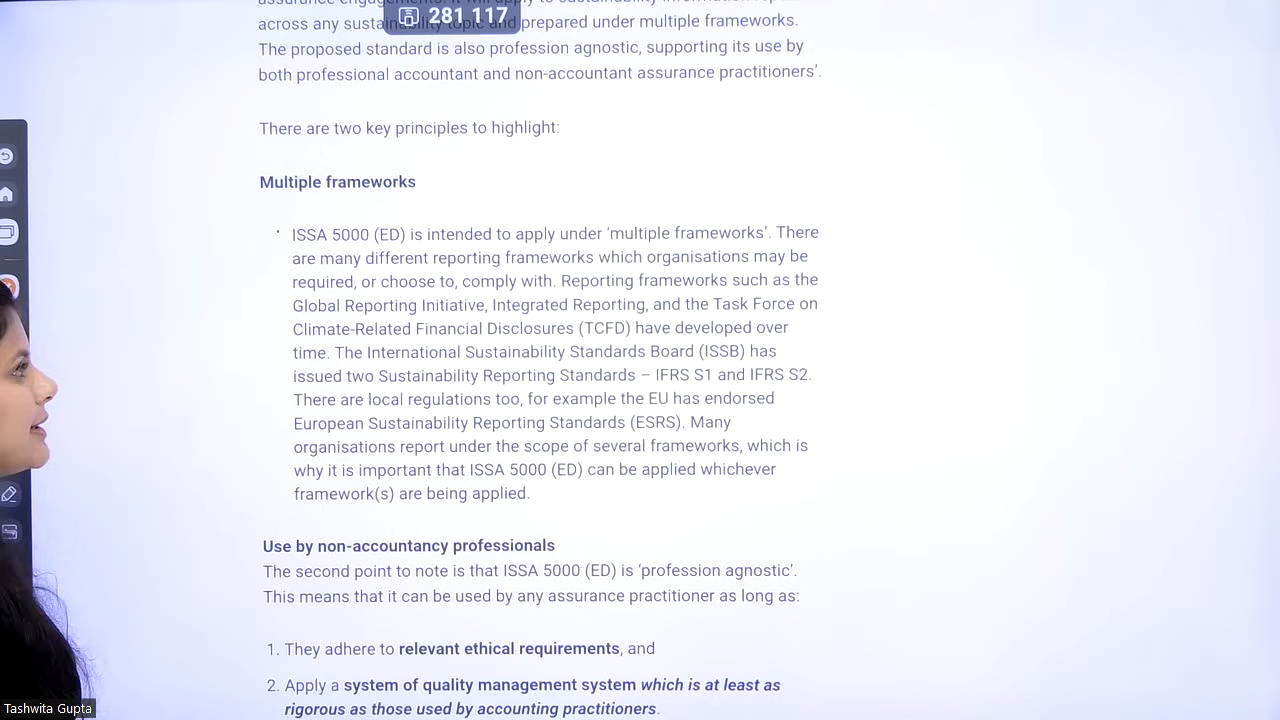 281 117
across any sustainability topic and prepared under multiple frameworks.
The proposed standard is also profession agnostic, supporting its use by
both professional accountant and non-accountant assurance practitioners’.
There are two key principles to highlight:
Multiple frameworks
· ISSA 5000 (ED) is intended to apply under ‘multiple frameworks’. There
are many different reporting frameworks which organisations may be
required, or choose to, comply with. Reporting frameworks such as the
Global Reporting Initiative, Integrated Reporting, and the Task Force on
Climate-Related Financial Disclosures (TCFD) have developed over
time. The International Sustainability Standards Board (ISSB) has
issued two Sustainability Reporting Standards – IFRS S1 and IFRS S2.
There are local regulations too, for example the EU has endorsed
European Sustainability Reporting Standards (ESRS). Many
organisations report under the scope of several frameworks, which is
why it is important that ISSA 5000 (ED) can be applied whichever
framework(s) are being applied.
Use by non-accountancy professionals
The second point to note is that ISSA 5000 (ED) is ‘profession agnostic’.
This means that it can be used by any assurance practitioner as long as:
1. They adhere to relevant ethical requirements, and
2. Apply a system of quality management system which is at least as
rigorous as those used by accounting practitioners.
Tashwita Gupta